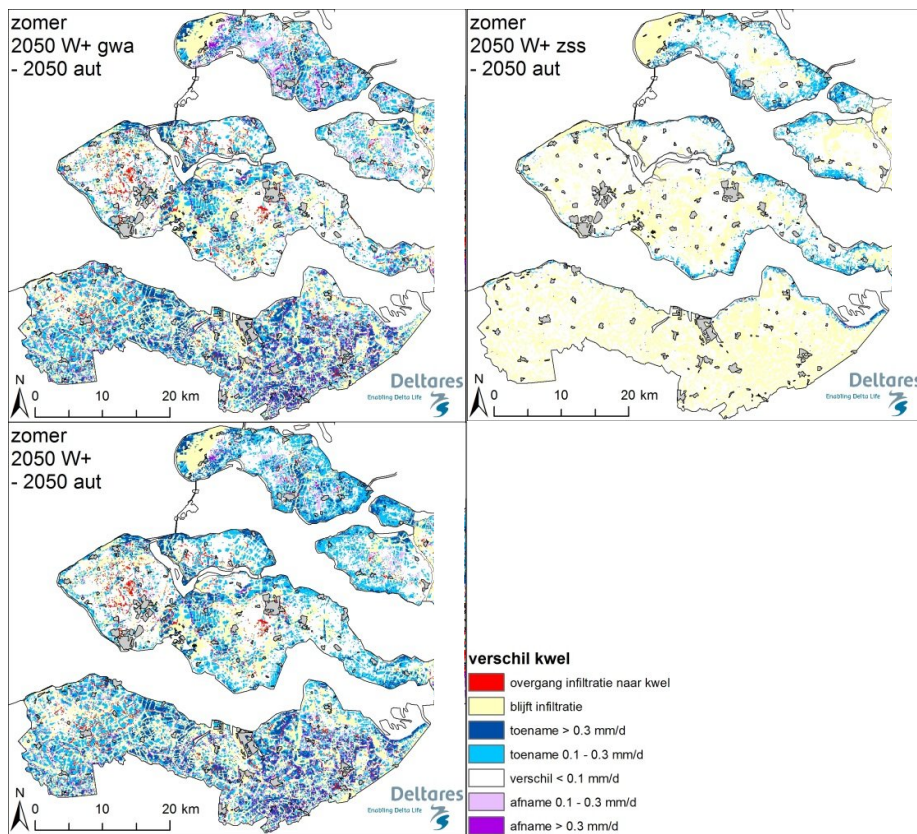 zomer
2050 W+ gwa
- 2050 aut
N
0 10 20 km
Deltares
Enabling Delta Life
zomer
2050 W+ zss
- 2050 aut
N
0 10 20 km
Deltares
Enabling Delta Life
zomer
2050 W+
- 2050 aut
N
0 10 20 km
Deltares
Enabling Delta Life
verschil kwel
overgang infiltratie naar kwel
blijft infiltratie
toename > 0.3 mm/d
toename 0.1 - 0.3 mm/d
verschil < 0.1 mm/d
afname 0.1 - 0.3 mm/d
afname > 0.3 mm/d